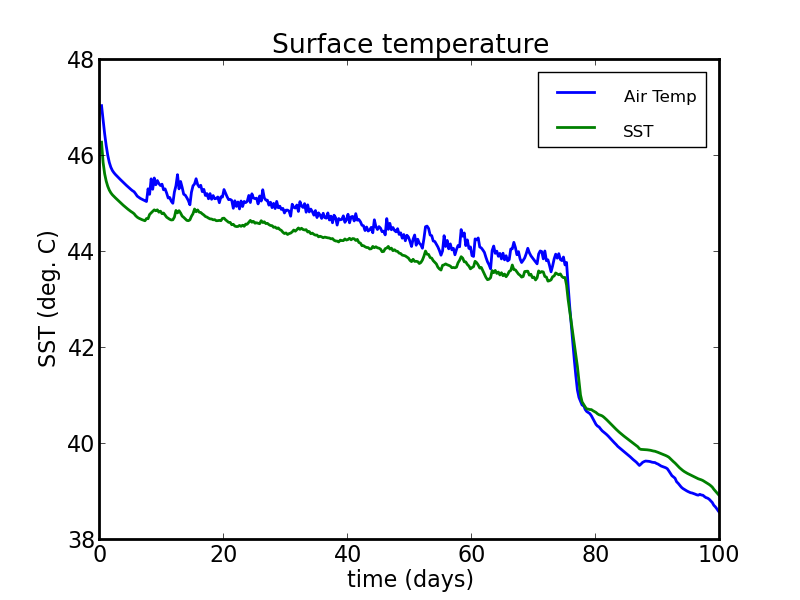 Surface temperature
48
46
44
42
40
38
SST (deg. C)
Air Temp
SST
0 20 40 60 80 100
time (days)